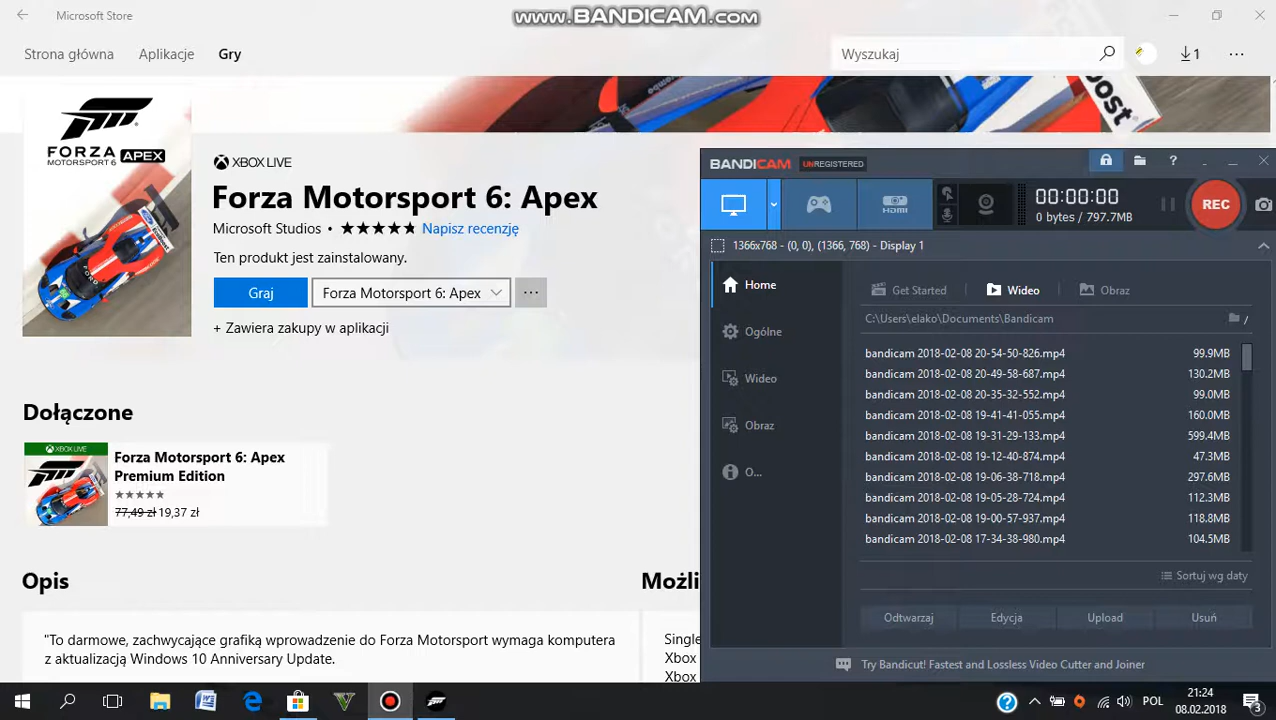 Microsoft Store
www.BANDICAM.com
Strona główna Aplikacje Gry
Wyszukaj
1
FORZA
MOTORSPORT 6 APEX
XBOX LIVE
Forza Motorsport 6: Apex
Microsoft Studios • Napisz recenzję
Ten produkt jest zainstalowany.
Graj
Forza Motorsport 6: Apex
+ Zawiera zakupy w aplikacji
Dołączone
XBOX LIVE
Forza Motorsport 6: Apex
Premium Edition
77,49 zł 19,37 zł
Opis
Możli
"To darmowe, zachwycające grafiką wprowadzenie do Forza Motorsport wymaga komputera
z aktualizacją Windows 10 Anniversary Update.
Single
Xbox
Xbox
BANDICAM UNREGISTERED
HDMI
00:00:00
0 bytes / 797.7MB
REC
1366x768 - (0, 0), (1366, 768) - Display 1
Home
Ogólne
Wideo
Obraz
O...
Get Started Video Obraz
C:\Users\elako\Documents\Bandicam
/
bandicam 2018-02-08 20-54-50-826.mp4 99.9MB
bandicam 2018-02-08 20-49-58-687.mp4 130.2MB
bandicam 2018-02-08 20-35-32-552.mp4 99.0MB
bandicam 2018-02-08 19-41-41-055.mp4 160.0MB
bandicam 2018-02-08 19-31-29-133.mp4 599.4MB
bandicam 2018-02-08 19-12-40-874.mp4 47.3MB
bandicam 2018-02-08 19-06-38-718.mp4 297.6MB
bandicam 2018-02-08 19-05-28-724.mp4 112.3MB
bandicam 2018-02-08 19-00-57-937.mp4 118.8MB
bandicam 2018-02-08 17-34-38-980.mp4 104.5MB
Sortuj wg daty
Odtwarzaj Edycja Upload Usuń
Try Bandicut! Fastest and Lossless Video Cutter and Joiner
POL
21:24
08.02.2018
3